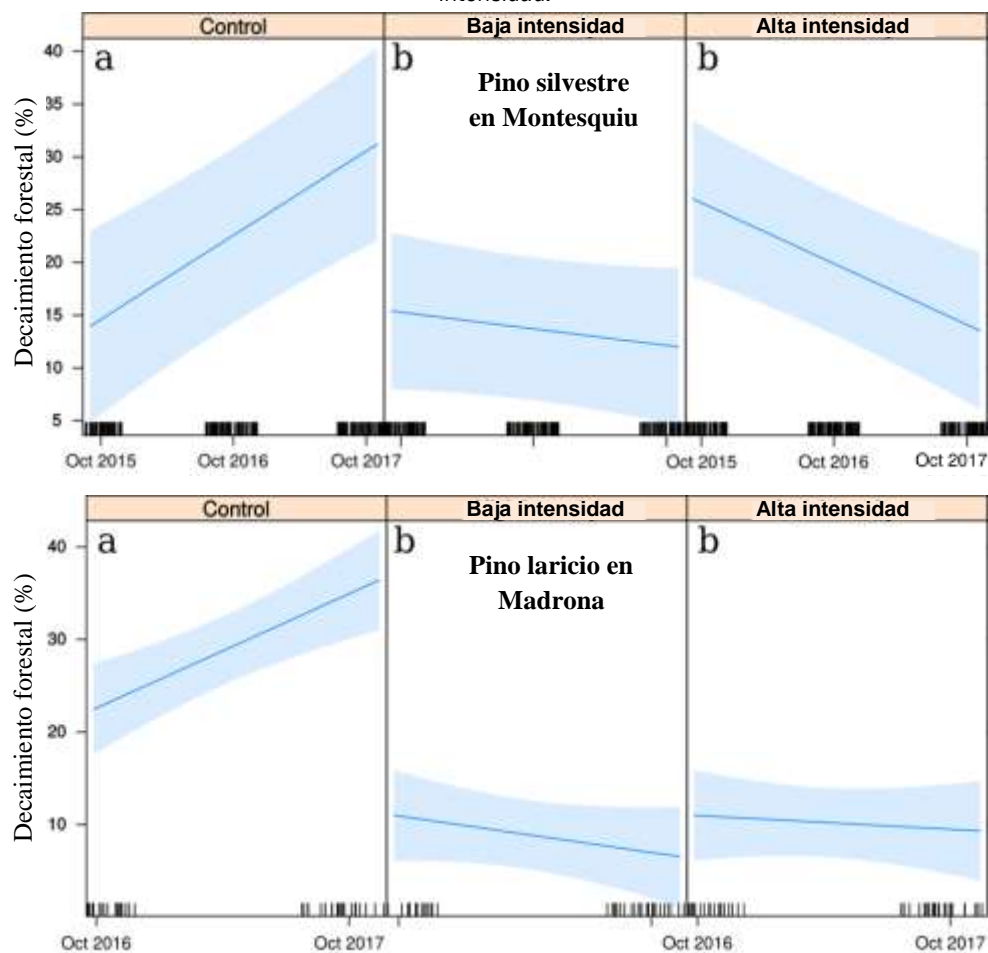 intensidad.
Control Baja intensidad Alta intensidad
a b b
Pino silvestre
en Montesquiu
Decaimiento forestal (%)
40
35
30
25
20
15
10
5
Oct 2015 Oct 2016 Oct 2017 Oct 2015 Oct 2016 Oct 2017
Control Baja intensidad Alta intensidad
a b b
Pino laricio en
Madrona
Decaimiento forestal (%)
40
30
20
10
Oct 2016 Oct 2017 Oct 2016 Oct 2017